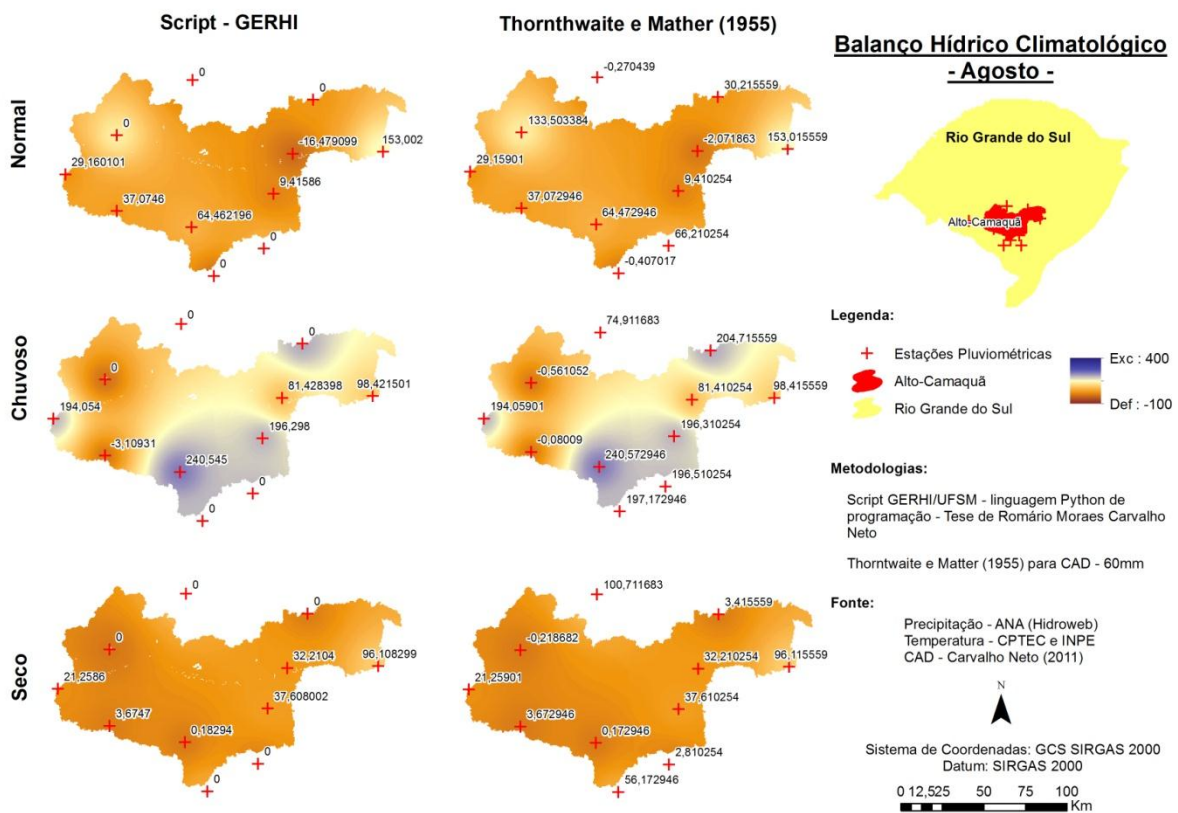 Script - GERHI
Thornthwaite e Mather (1955)
Balanço Hídrico Climatológico
- Agosto -
Normal
0
0
0
-16,479099
153,002
29,160101
9,41586
37,0746
64,462196
0
0
-0,270439
30,215559
133,503384
-2,071863
153,015559
29,15901
9,410254
37,072946
64,472946
66,210254
-0,407017
Rio Grande do Sul
Alto-Camaquã
Chuvoso
0
0
0
81,428398
98,421501
194,054
196,298
-3,10931
240,545
0
0
74,911683
204,715559
-0,561052
81,410254
98,415559
194,05901
196,310254
-0,08009
240,572946
196,510254
197,172946
Legenda:
Estações Pluviométricas
Alto-Camaquã
Rio Grande do Sul
Exc : 400
Def : -100
Metodologias:
Script GERHI/UFSM - linguagem Python de
programação - Tese de Romário Moraes Carvalho
Neto
Thorntwaite e Matter (1955) para CAD - 60mm
Seco
0
0
0
32,2104
96,108299
21,2586
37,608002
3,6747
0,18294
0
0
100,711683
3,415559
-0,218682
32,210254
96,115559
21,25901
37,610254
3,672946
0,172946
2,810254
56,172946
Fonte:
Precipitação - ANA (Hidroweb)
Temperatura - CPTEC e INPE
CAD - Carvalho Neto (2011)
N
Sistema de Coordenadas: GCS SIRGAS 2000
Datum: SIRGAS 2000
0 12,525 50 75 100
Km